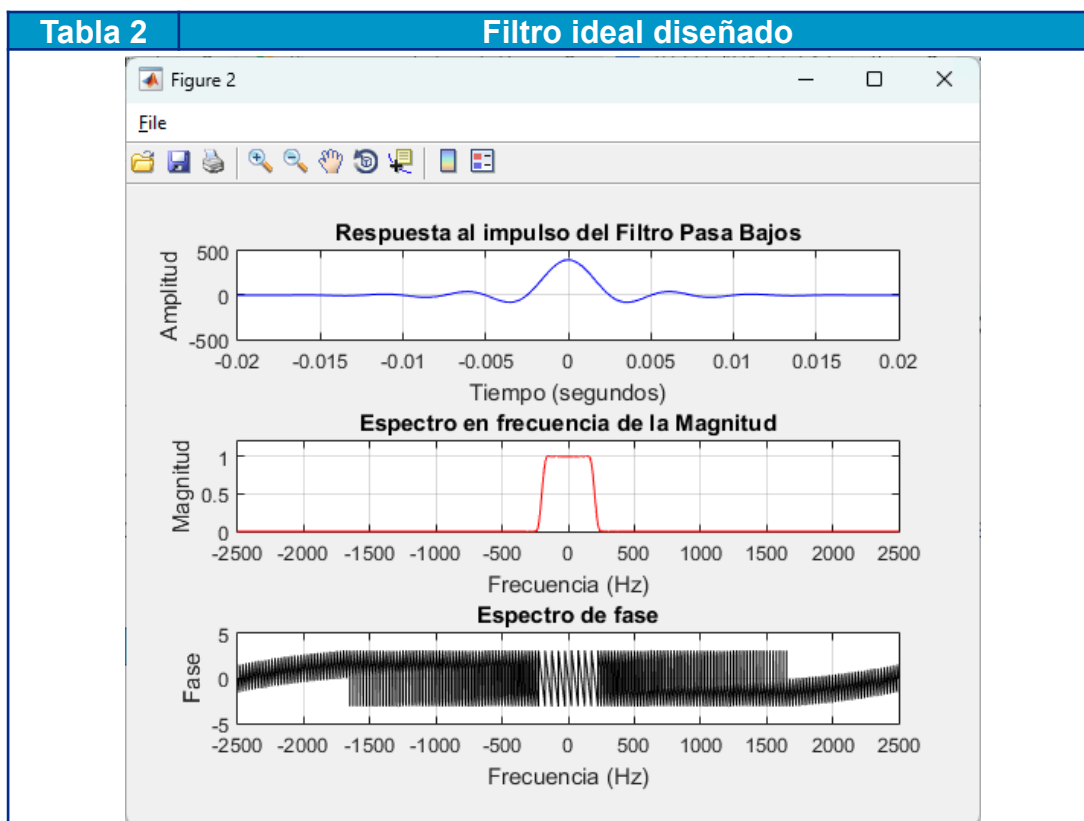 Tabla 2 Filtro ideal diseñado
Figure 2
File
Respuesta al impulso del Filtro Pasa Bajos
Amplitud
500
0
-500
-0.02 -0.015 -0.01 -0.005 0 0.005 0.01 0.015 0.02
Tiempo (segundos)
Espectro en frecuencia de la Magnitud
Magnitud
1
0.5
0
-2500 -2000 -1500 -1000 -500 0 500 1000 1500 2000 2500
Frecuencia (Hz)
Espectro de fase
Fase
5
0
-5
-2500 -2000 -1500 -1000 -500 0 500 1000 1500 2000 2500
Frecuencia (Hz)